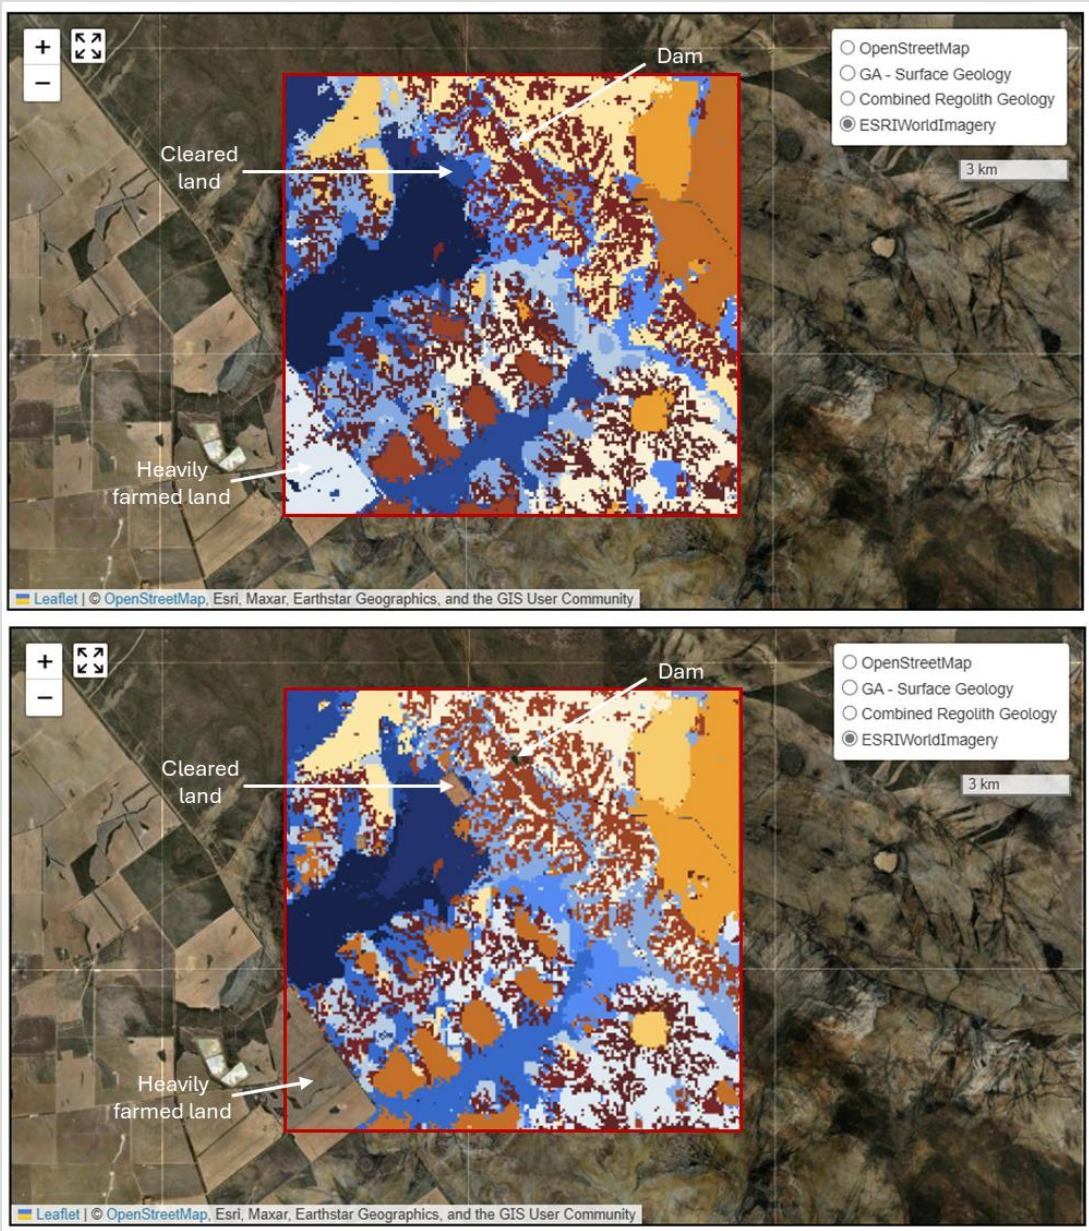 +
−
OpenStreetMap
GA - Surface Geology
Combined Regolith Geology
ESRIWorldImagery
3 km
Dam
Cleared
land
Heavily
farmed land
Leaflet | © OpenStreetMap, Esri, Maxar, Earthstar Geographics, and the GIS User Community
+
−
OpenStreetMap
GA - Surface Geology
Combined Regolith Geology
ESRIWorldImagery
3 km
Dam
Cleared
land
Heavily
farmed land
Leaflet | © OpenStreetMap, Esri, Maxar, Earthstar Geographics, and the GIS User Community